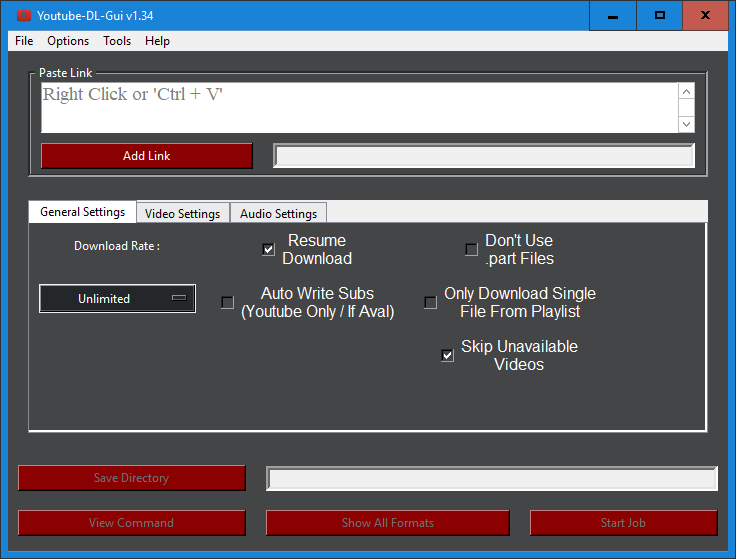 Youtube-DL-Gui v1.34
File Options Tools Help
Paste Link
Right Click or 'Ctrl + V'
Add Link
General Settings Video Settings Audio Settings
Download Rate :
Unlimited
Resume
Download
Don't Use
.part Files
Auto Write Subs
(Youtube Only / If Aval)
Only Download Single
File From Playlist
Skip Unavailable
Videos
Save Directory
View Command Show All Formats Start Job